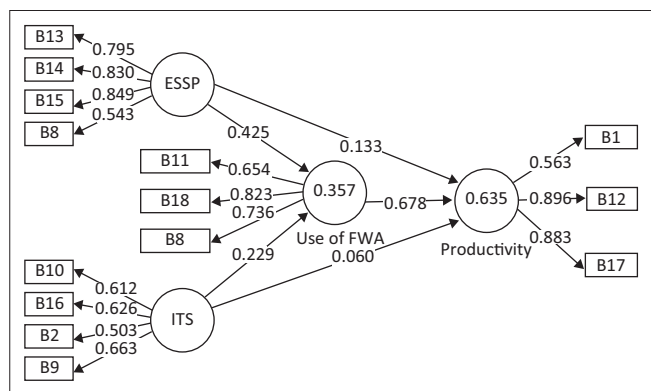 B13
0.795
B14
0.830
B15
0.849
B8
0.543
ESSP
0.425
0.133
B11
0.654
B18
0.823
B8
0.736
0.357
Use of FWA
0.678
0.635
Productivity
B1
0.563
B12
0.896
B17
0.883
0.229
0.060
B10
0.612
B16
0.626
B2
0.503
B9
0.663
ITS